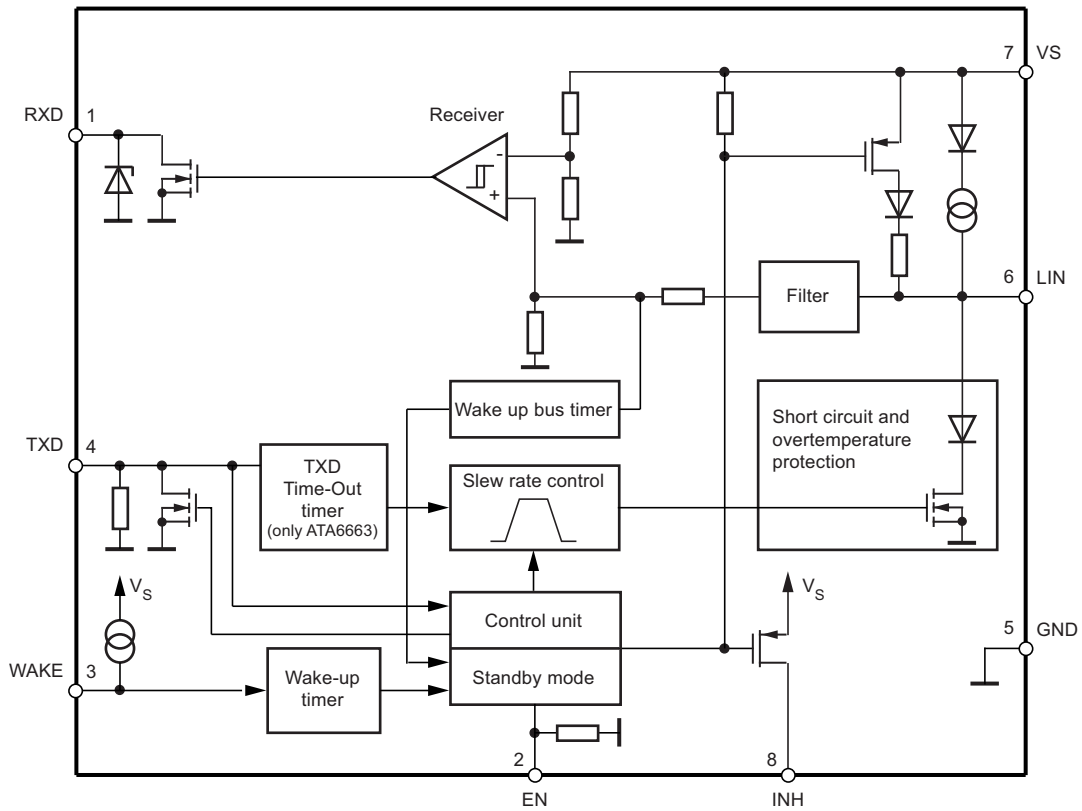 7 VS
RXD 1
Receiver
-
+
6 LIN
Filter
Wake up bus timer
Short circuit and
overtemperature
protection
TXD 4
TXD
Time-Out
timer
(only ATA6663)
Slew rate control
VS
VS
Control unit
5 GND
WAKE 3
Wake-up
timer
Standby mode
2
EN
8
INH